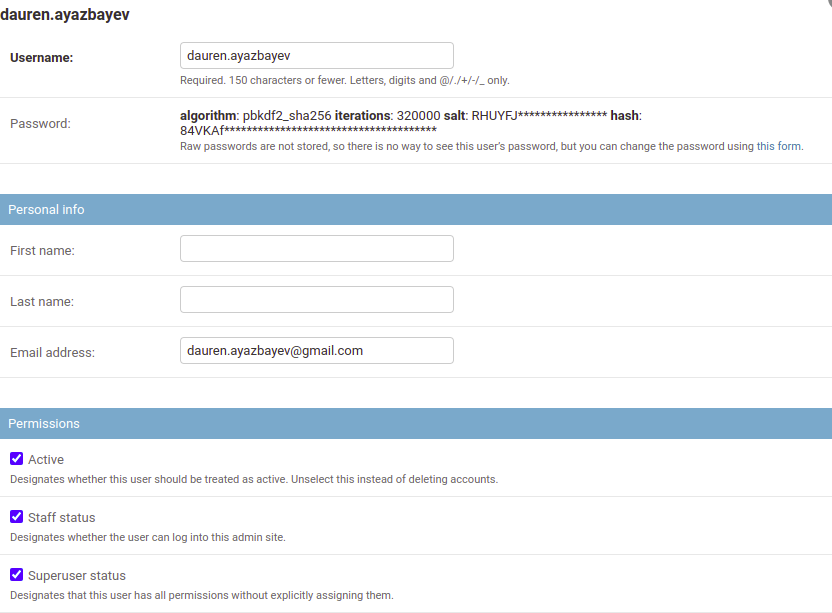 dauren.ayazbayev
Username:
dauren.ayazbayev
Required. 150 characters or fewer. Letters, digits and @/./+/-/_ only.
Password:
algorithm: pbkdf2_sha256 iterations: 320000 salt: RHUYFJ**************** hash:
84VKAf**************************************
Raw passwords are not stored, so there is no way to see this user's password, but you can change the password using this form.
Personal info
First name:
Last name:
Email address:
dauren.ayazbayev@gmail.com
Permissions
Active
Designates whether this user should be treated as active. Unselect this instead of deleting accounts.
Staff status
Designates whether the user can log into this admin site.
Superuser status
Designates that this user has all permissions without explicitly assigning them.